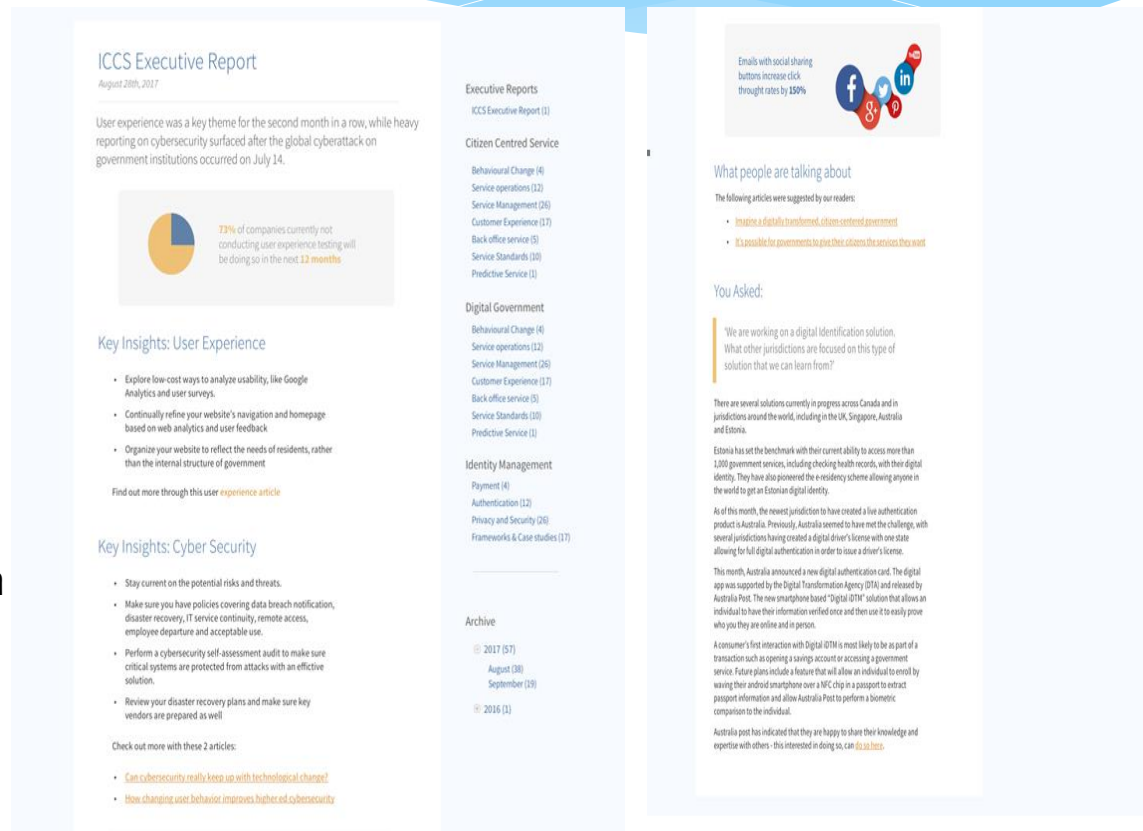 ICCS Executive Report
August 28th, 2017
User experience was a key theme for the second month in a row, while heavy
reporting on cybersecurity surfaced after the global cyberattack on
government institutions occurred on July 14.
73% of companies currently not
conducting user experience testing will
be doing so in the next 12 months
Key Insights: User Experience
• Explore low-cost ways to analyze usability, like Google
Analytics and user surveys.
• Continually refine your website's navigation and homepage
based on web analytics and user feedback
• Organize your website to reflect the needs of residents, rather
than the internal structure of government
Find out more through this user experience article
Key Insights: Cyber Security
• Stay current on the potential risks and threats.
• Make sure you have policies covering data breach notification,
disaster recovery, IT service continuity, remote access,
employee departure and acceptable use.
• Perform a cybersecurity self-assessment audit to make sure
critical systems are protected from attacks with an effictive
solution.
• Review your disaster recovery plans and make sure key
vendors are prepared as well
Check out more with these 2 articles:
• Can cybersecurity really keep up with technological change?
• How changing user behavior improves higher ed cybersecurity
Executive Reports
ICCS Executive Report (1)
Citizen Centred Service
Behavioural Change (4)
Service operations (12)
Service Management (26)
Customer Experience (17)
Back office service (5)
Service Standards (10)
Predictive Service (1)
Digital Government
Behavioural Change (4)
Service operations (12)
Service Management (26)
Customer Experience (17)
Back office service (5)
Service Standards (10)
Predictive Service (1)
Identity Management
Payment (4)
Authentication (12)
Privacy and Security (26)
Frameworks & Case studies (17)
Archive
2017 (57)
August (38)
September (19)
2016 (1)
Emails with social sharing
buttons increase click
throught rates by 150%
What people are talking about
The following articles were suggested by our readers:
• Imagine a digitally transformed, citizen-centered government
• It's possible for governments to give their citizens the services they want
You Asked:
'We are working on a digital Identification solution.
What other jurisdictions are focused on this type of
solution that we can learn from?'
There are several solutions currently in progress across Canada and in
jurisdictions around the world, including in the UK, Singapore, Australia
and Estonia.
Estonia has set the benchmark with their current ability to access more than
1,000 government services, including checking health records, with their digital
identity. They have also pioneered the e-residency scheme allowing anyone in
the world to get an Estonian digital identity.
As of this month, the newest jurisdiction to have created a live authentication
product is Australia. Previously, Australia seemed to have met the challenge, with
several jurisdictions having created a digital driver's license with one state
allowing for full digital authentication in order to issue a driver's license.
This month, Australia announced a new digital authentication card. The digital
app was supported by the Digital Transformation Agency (DTA) and released by
Australia Post. The new smartphone based "Digital iDTM" solution that allows an
individual to have their information verified once and then use it to easily prove
who you they are online and in person.
A consumer's first interaction with Digital iDTM is most likely to be as part of a
transaction such as opening a savings account or accessing a government
service. Future plans include a feature that will allow an individual to enroll by
waving their android smartphone over a NFC chip in a passport to extract
passport information and allow Australia Post to perform a biometric
comparison to the individual.
Australia post has indicated that they are happy to share their knowledge and
expertise with others - this interested in doing so, can do so here.